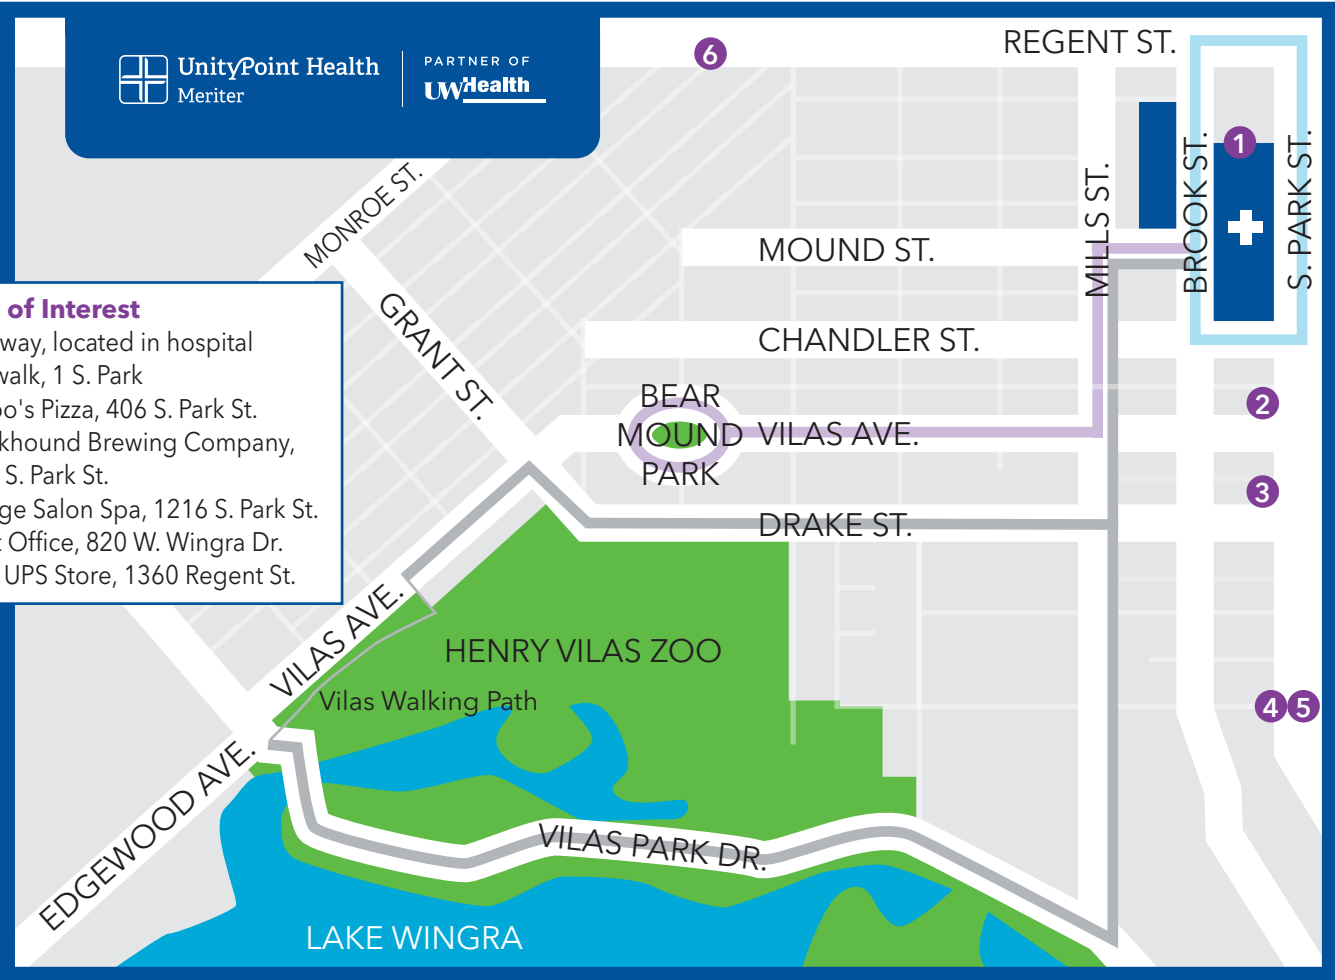 UnityPoint Health
Meriter
PARTNER OF
UWHealth
REGENT ST.
6
1
MONROE ST.
MILLS ST.
BROOK ST.
S. PARK ST.
MOUND ST.
of Interest
way, located in hospital
walk, 1 S. Park
oo's Pizza, 406 S. Park St.
khound Brewing Company,
S. Park St.
ge Salon Spa, 1216 S. Park St.
t Office, 820 W. Wingra Dr.
UPS Store, 1360 Regent St.
GRANT ST.
CHANDLER ST.
BEAR
MOUND
PARK
VILAS AVE.
2
3
DRAKE ST.
VILAS AVE.
HENRY VILAS ZOO
Vilas Walking Path
4
5
EDGEWOOD AVE.
VILAS PARK DR.
LAKE WINGRA